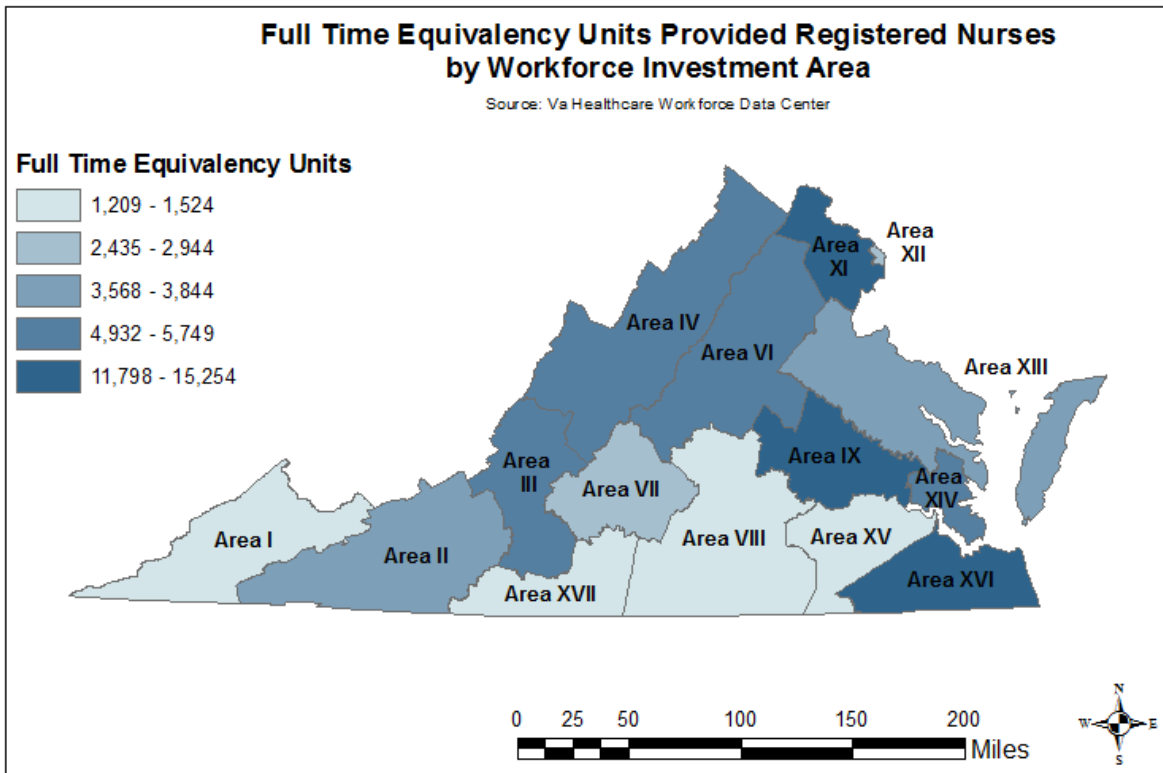 Full Time Equivalency Units Provided Registered Nurses
by Workforce Investment Area
Source: Va Healthcare Workforce Data Center
Full Time Equivalency Units
1,209 - 1,524
2,435 - 2,944
3,568 - 3,844
4,932 - 5,749
11,798 - 15,254
Area
XII
Area
XI
Area IV
Area VI
Area XIII
Area IX
Area
III
Area VII
Area
XIV
Area I
Area II
Area VIII
Area XV
Area XVII
Area XVI
0 25 50 100 150 200
Miles
N
W E
S